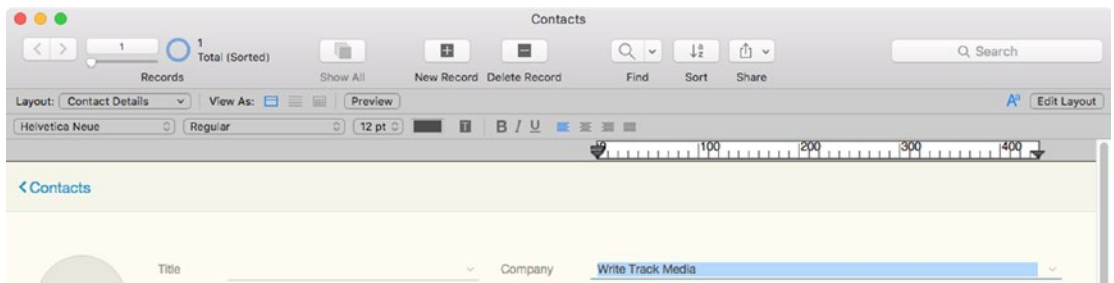 Contacts
1
1
Total (Sorted)
Records
Show All
New Record
Delete Record
Find
Sort
Share
Search
Layout: Contact Details
View As:
Preview
Aa
Edit Layout
Helvetica Neue
Regular
12 pt
T
B I U
0 100 200 300 400
Contacts
Title
Company
Write Track Media